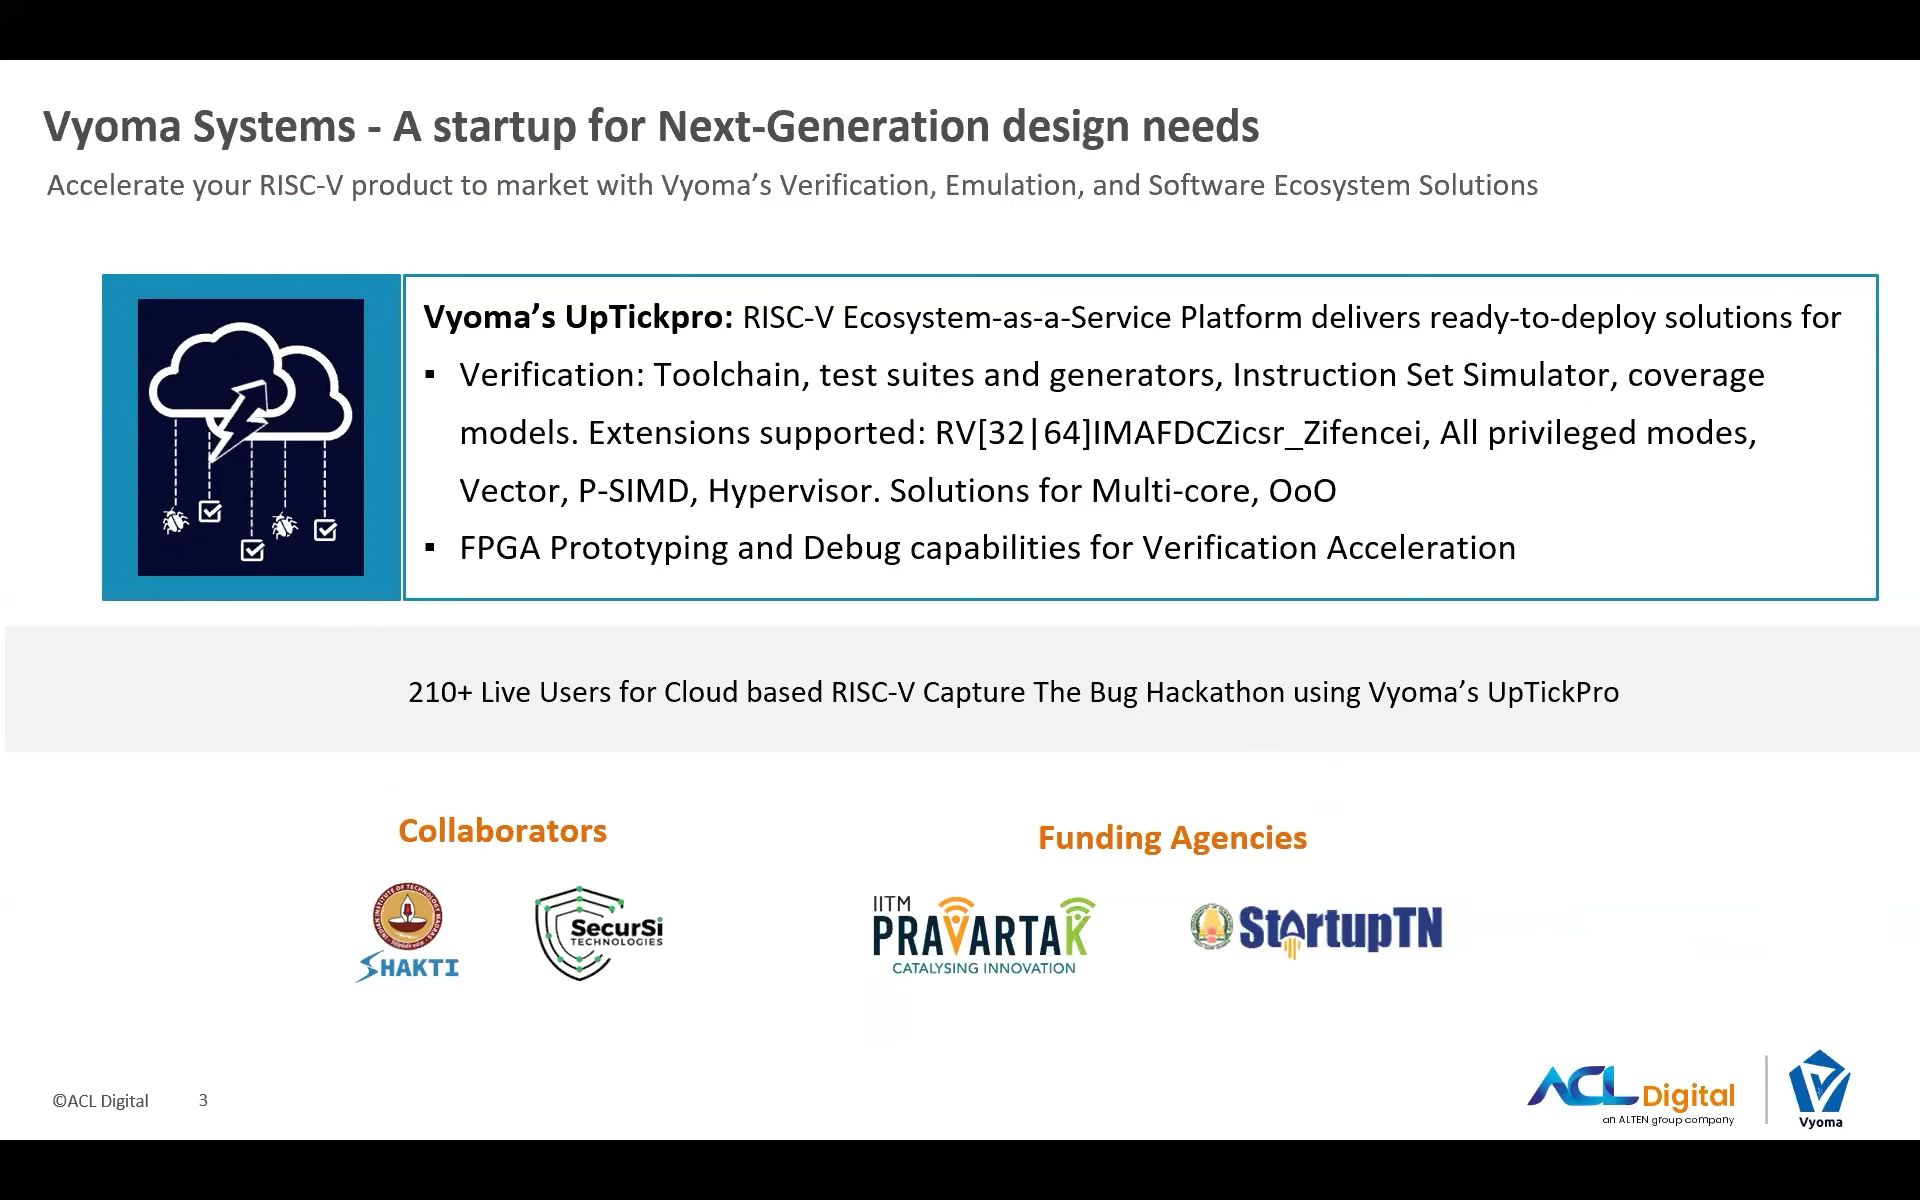 Vyoma Systems - A startup for Next-Generation design needs
Accelerate your RISC-V product to market with Vyoma’s Verification, Emulation, and Software Ecosystem Solutions
Vyoma’s UpTickpro: RISC-V Ecosystem-as-a-Service Platform delivers ready-to-deploy solutions for
▪ Verification: Toolchain, test suites and generators, Instruction Set Simulator, coverage
models. Extensions supported: RV[32|64]IMAFDCZicsr_Zifencei, All privileged modes,
Vector, P-SIMD, Hypervisor. Solutions for Multi-core, OoO
▪ FPGA Prototyping and Debug capabilities for Verification Acceleration
210+ Live Users for Cloud based RISC-V Capture The Bug Hackathon using Vyoma’s UpTickPro
Collaborators
Funding Agencies
SHAKTI
SecurSi
TECHNOLOGIES
IITM
PRAVARTAK
CATALYSING INNOVATION
StartupTN
©ACL Digital
3
ACL Digital
an ALTEN group company
Vyoma